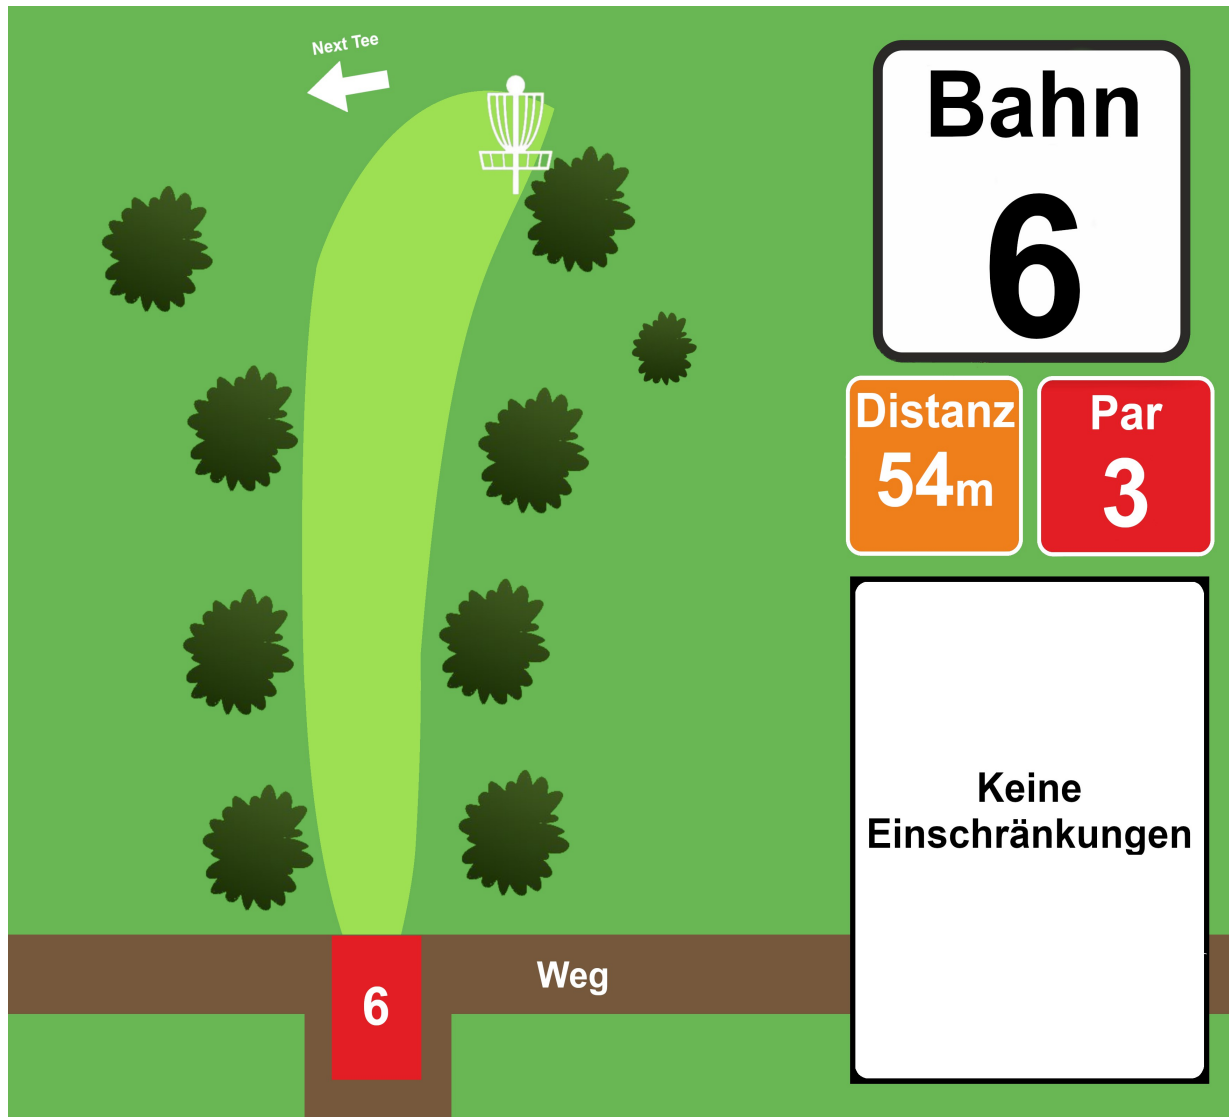 Next Tee
Bahn
6
Distanz
54m
Par
3
Keine
Einschränkungen
Weg
6